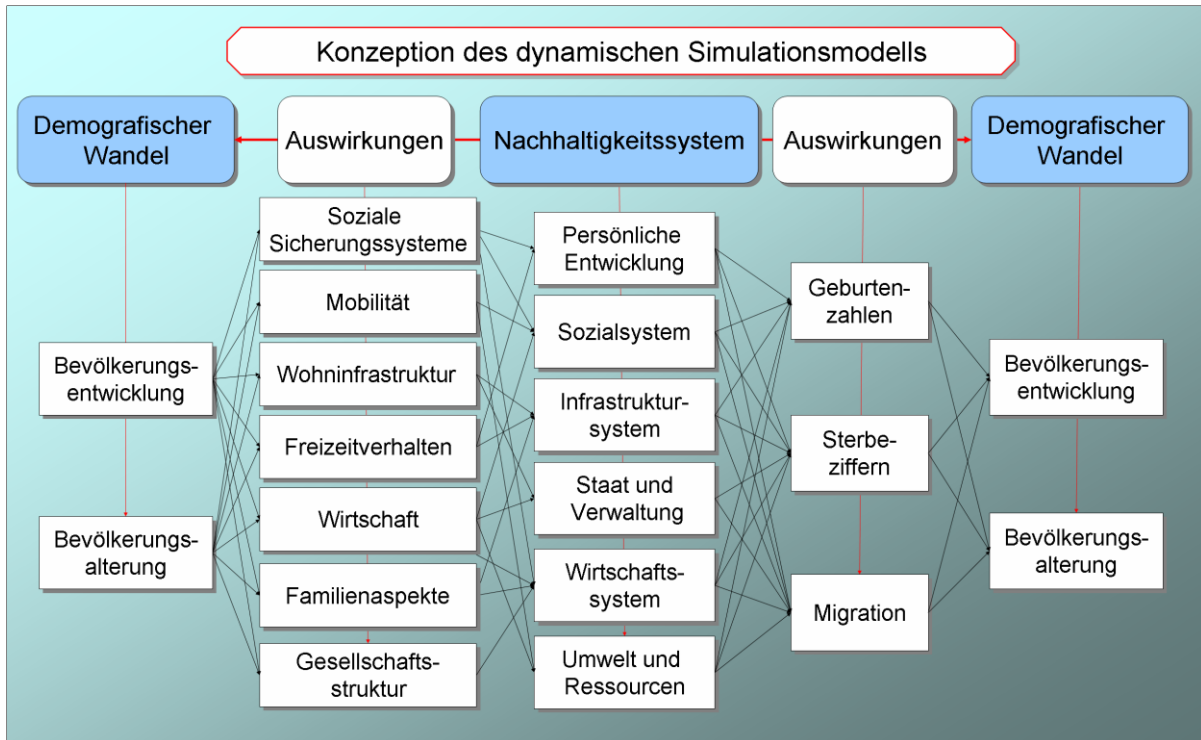 Konzeption des dynamischen Simulationsmodells
Demografischer
Wandel
Auswirkungen
Nachhaltigkeitssystem
Auswirkungen
Demografischer
Wandel
Bevölkerungs-
entwicklung
Bevölkerungs-
alterung
Soziale
Sicherungssysteme
Mobilität
Wohninfrastruktur
Freizeitverhalten
Wirtschaft
Familienaspekte
Gesellschafts-
struktur
Persönliche
Entwicklung
Sozialsystem
Infrastruktur-
system
Staat und
Verwaltung
Wirtschafts-
system
Umwelt und
Ressourcen
Geburten-
zahlen
Sterbe-
ziffern
Migration
Bevölkerungs-
entwicklung
Bevölkerungs-
alterung